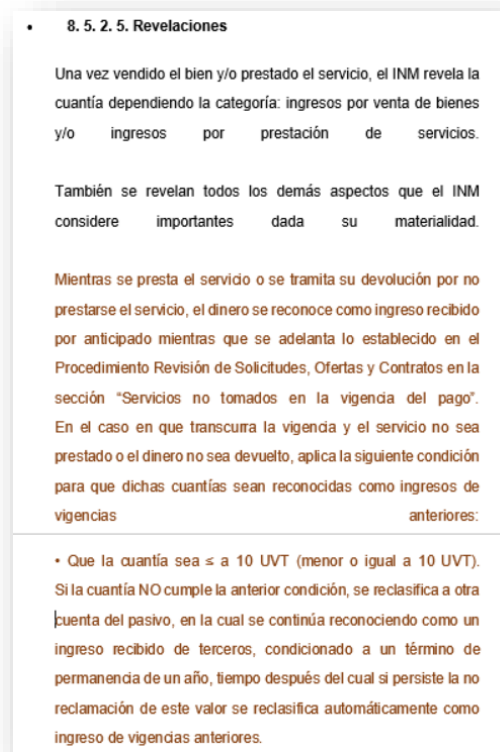 • 8. 5. 2. 5. Revelaciones
Una vez vendido el bien y/o prestado el servicio, el INM revela la
cuantía dependiendo la categoría: ingresos por venta de bienes
y/o ingresos por prestación de servicios.
También se revelan todos los demás aspectos que el INM
considere importantes dada su materialidad.
Mientras se presta el servicio o se tramita su devolución por no
prestarse el servicio, el dinero se reconoce como ingreso recibido
por anticipado mientras que se adelanta lo establecido en el
Procedimiento Revisión de Solicitudes, Ofertas y Contratos en la
sección “Servicios no tomados en la vigencia del pago”.
En el caso en que transcurra la vigencia y el servicio no sea
prestado o el dinero no sea devuelto, aplica la siguiente condición
para que dichas cuantías sean reconocidas como ingresos de
vigencias anteriores:
• Que la cuantía sea ≤ a 10 UVT (menor o igual a 10 UVT).
Si la cuantía NO cumple la anterior condición, se reclasifica a otra
cuenta del pasivo, en la cual se continúa reconociendo como un
ingreso recibido de terceros, condicionado a un término de
permanencia de un año, tiempo después del cual si persiste la no
reclamación de este valor se reclasifica automáticamente como
ingreso de vigencias anteriores.